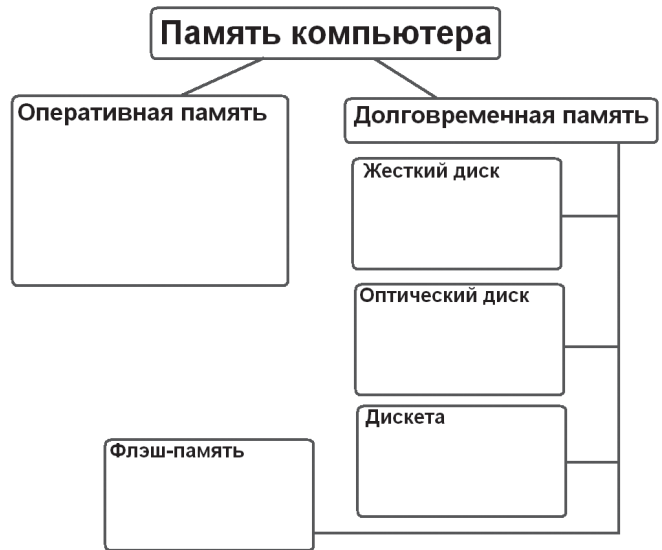 Память компьютера
Оперативная память
Долговременная память
Жесткий диск
Оптический диск
Дискета
Флэш-память